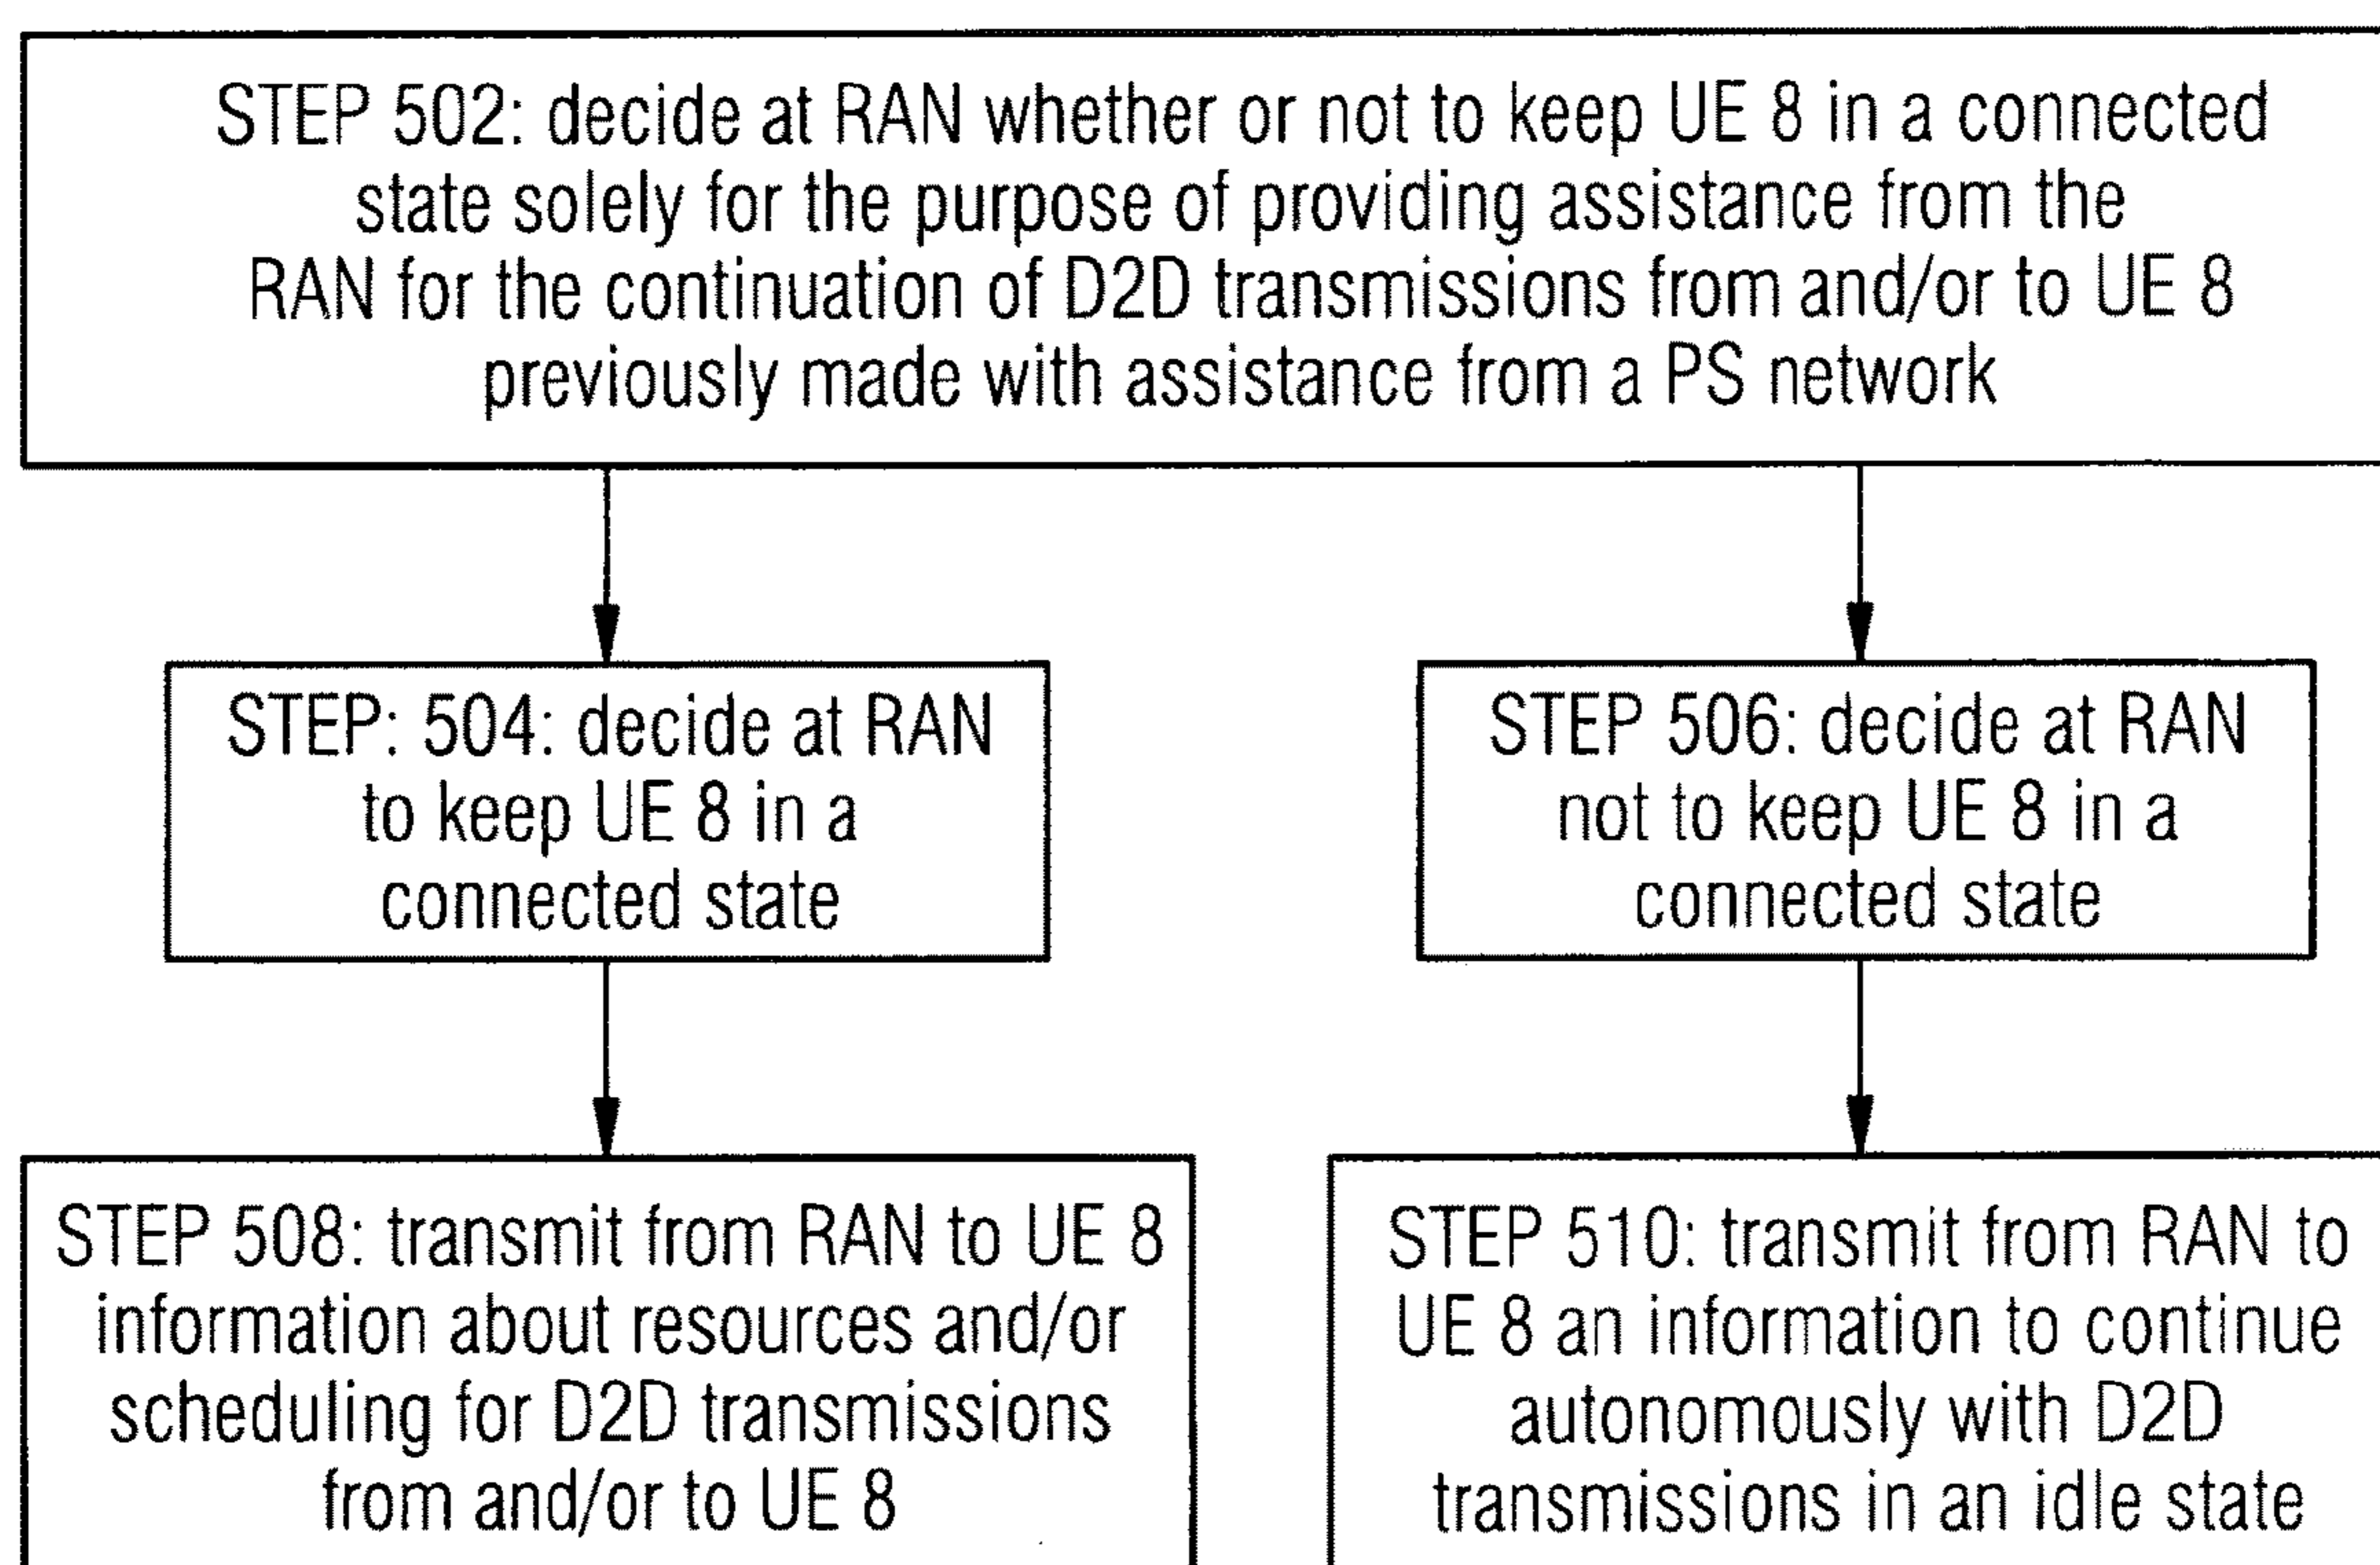 STEP 502: decide at RAN whether or not to keep UE 8 in a connected
state solely for the purpose of providing assistance from the
RAN for the continuation of D2D transmissions from and/or to UE 8
previously made with assistance from a PS network
STEP: 504: decide at RAN
to keep UE 8 in a
connected state
STEP 506: decide at RAN
not to keep UE 8 in a
connected state
STEP 508: transmit from RAN to UE 8
information about resources and/or
scheduling for D2D transmissions
from and/or to UE 8
STEP 510: transmit from RAN to
UE 8 an information to continue
autonomously with D2D
transmissions in an idle state